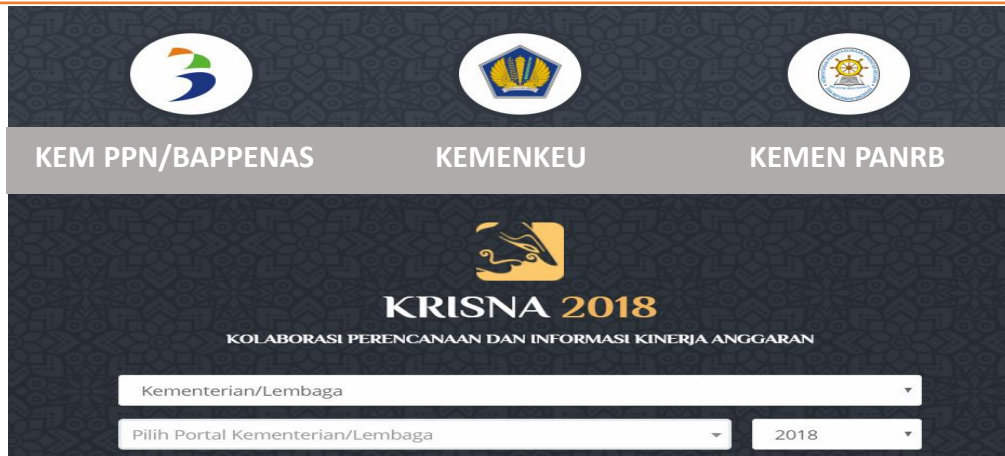 KEM PPN/BAPPENAS KEMENKEU KEMEN PANRB
KRISNA 2018
KOLABORASI PERENCANAAN DAN INFORMASI KINERJA ANGGARAN
Kementerian/Lembaga
Pilih Portal Kementerian/Lembaga 2018